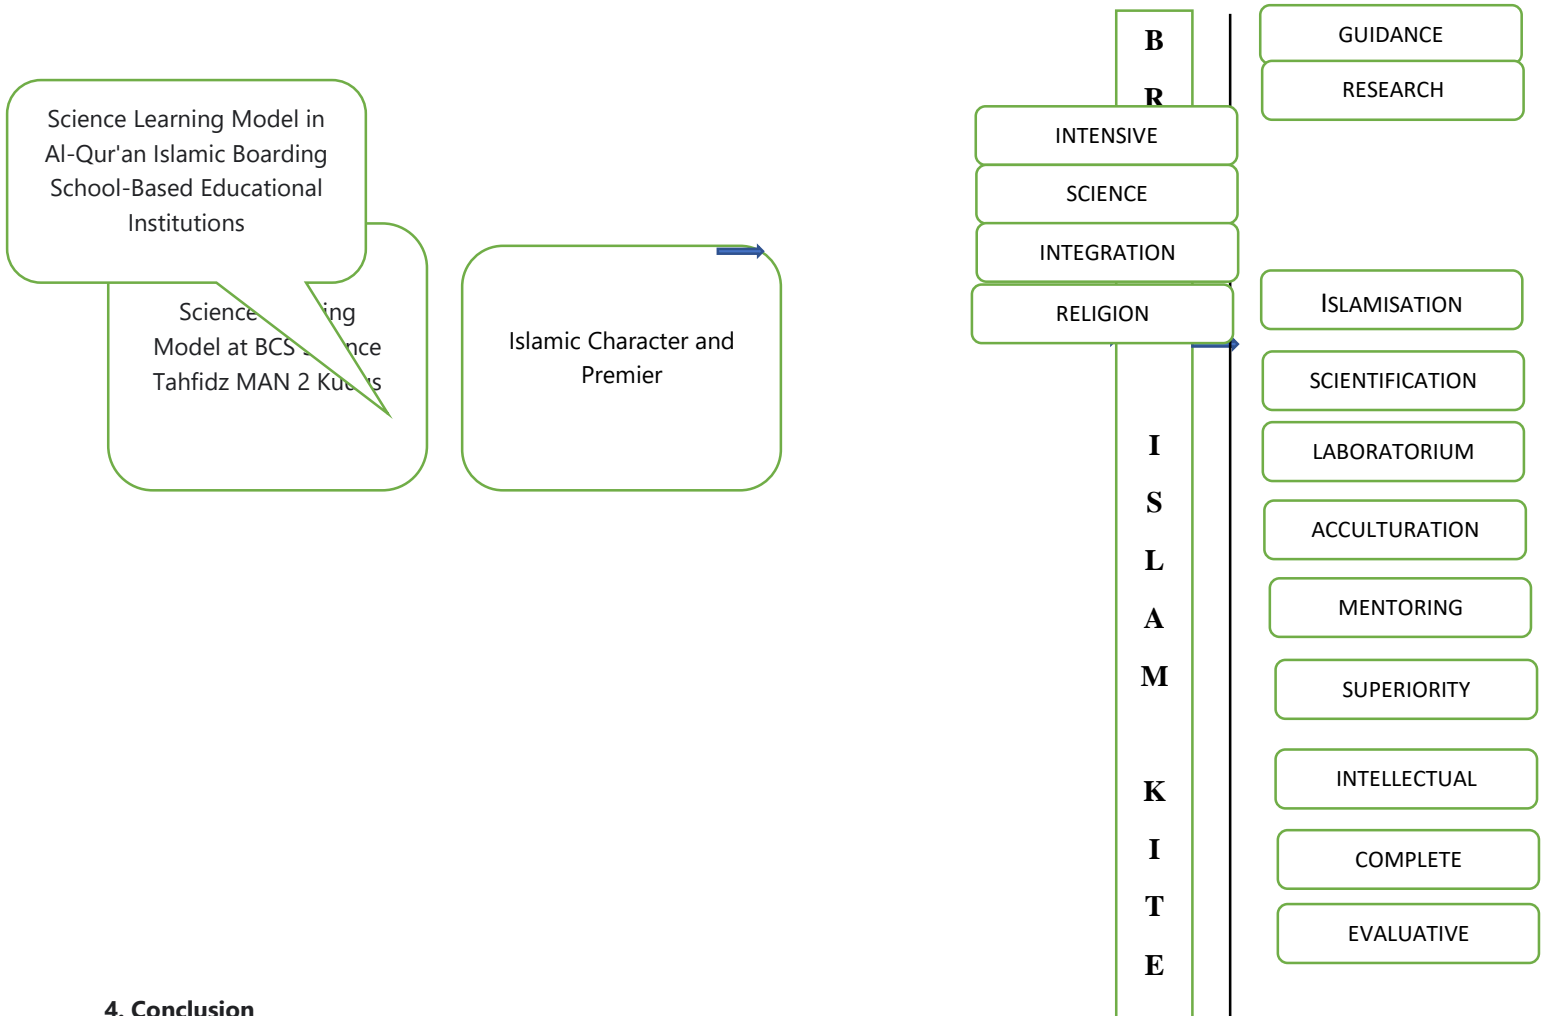 Science Learning Model in
Al-Qur'an Islamic Boarding
School-Based Educational
Institutions
Science
Model at BCS
Tahfidz MAN 2
Islamic Character and
Premier
B
R
INTENSIVE
SCIENCE
INTEGRATION
RELIGION
I
S
L
A
M
K
I
T
E
GUIDANCE
RESEARCH
ISLAMISATION
SCIENTIFICATION
LABORATORIUM
ACCULTURATION
MENTORING
SUPERIORITY
INTELLECTUAL
COMPLETE
EVALUATIVE
4. Conclusion